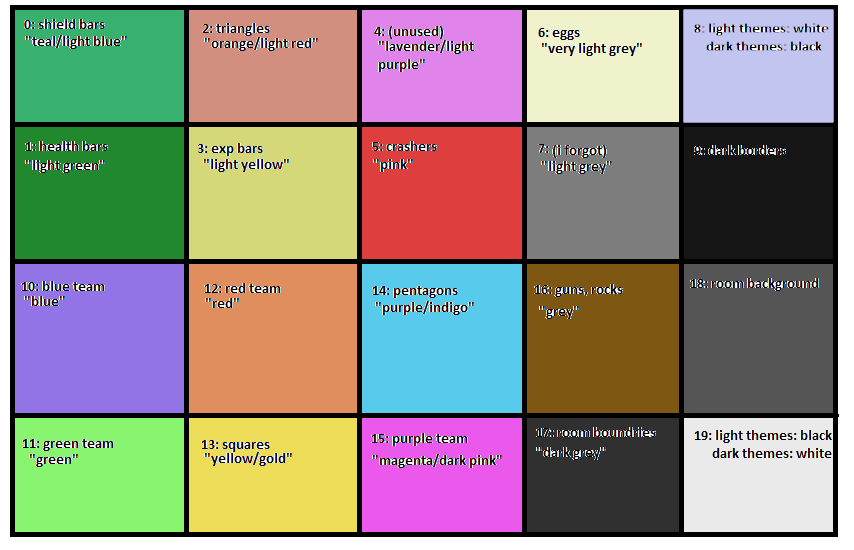 0: shield bars
"teal/light blue"
2: triangles
"orange/light red"
4: (unused)
"lavender/light
purple"
6: eggs
"very light grey"
8: light themes: white
dark themes: black
1: health bars
"light green"
3: exp bars
"light yellow"
5: crashers
"pink"
7: (i forgot)
"light grey"
9: dark borders
10: blue team
"blue"
12: red team
"red"
14: pentagons
"purple/indigo"
16: guns, rocks
"grey"
18: room background
11: green team
"green"
13: squares
"yellow/gold"
15: purple team
"magenta/dark pink"
17: room boundries
"dark grey"
19: light themes: black
dark themes: white